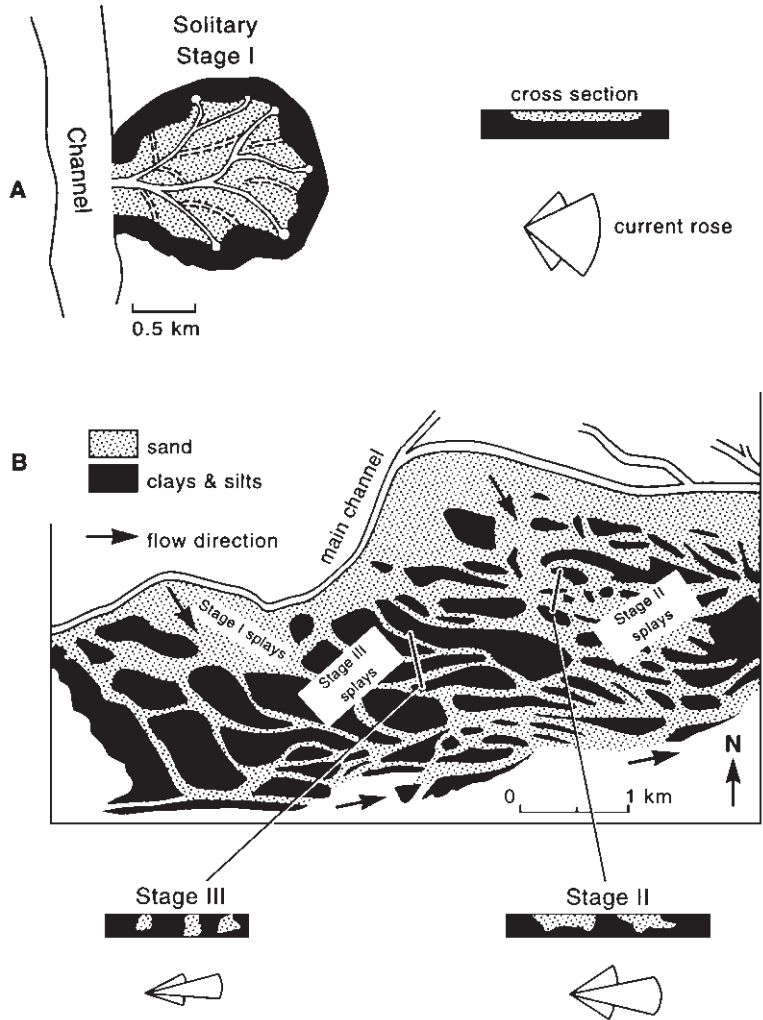 Solitary
Stage I
cross section
Channel
A
current rose
0.5 km
B
sand
clays & silts
flow direction
main channel
Stage I splays
Stage II
splays
Stage III
splays
N
0
1 km
Stage III
Stage II